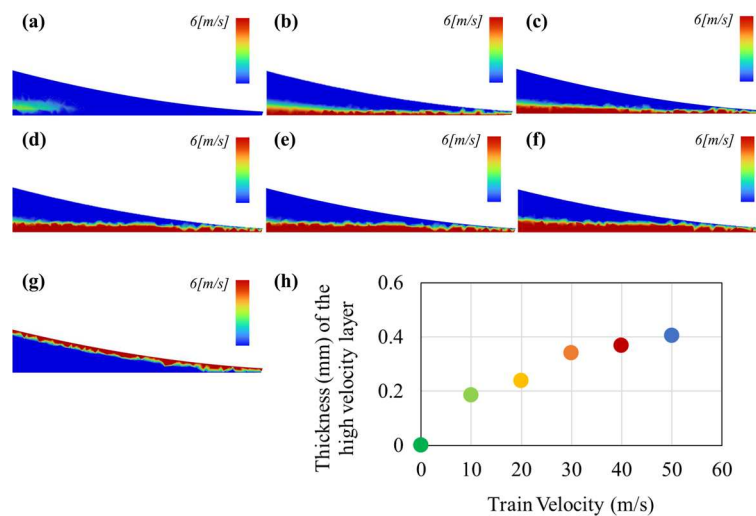 (a)
6[m/s]
(b)
6[m/s]
(c)
6[m/s]
(d)
6[m/s]
(e)
6[m/s]
(f)
6[m/s]
(g)
6[m/s]
(h)
Thickness (mm) of the
high velocity layer
0.6
0.4
0.2
0
0 10 20 30 40 50 60
Train Velocity (m/s)